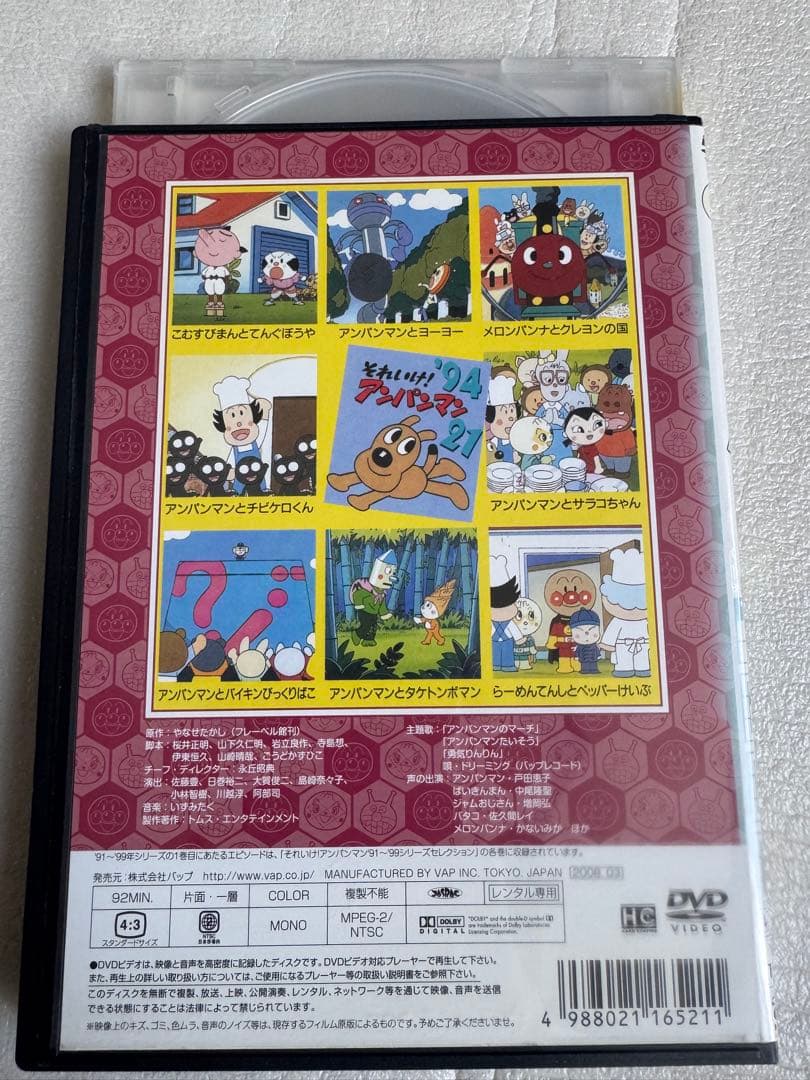 こむすびまんとてんぐぼうや
アンパンマンとヨーヨー
メロンパンナとクレヨンの国
アンパンマンとチビケロくん
それいけ! '94
アンパンマン
21
アンパンマンとサラコちゃん
アンパンマンとバイキンびっくりばこ
アンパンマンとタケトンボマン
らーめんてんしとペッパーけいぶ
原作:やなせたかし(フレーベル館刊)
脚本:桜井正明、山下久仁明、岩立良作、寺島想、
伊東恒久、山崎晴哉、こうどかずひこ
チーフ・ディレクター:永丘昭典
演出:佐藤豊、日巻裕二、大賀俊二、島崎奈々子、
小林智樹、川越淳、阿部司
音楽:いずみたく
製作著作:トムス・エンタテインメント
主題歌:「アンパンマンのマーチ」
「アンパンマンたいそう」
「勇気りんりん」
唄・ドリーミング(バップレコード)
声の出演:アンパンマン・戸田恵子
ばいきんまん・中尾隆聖
ジャムおじさん・増岡弘
バタコ・佐久間レイ
メロンパンナ・かないみか ほか
'91〜'99年シリーズの1巻目にあたるエピソードは、「それいけ!アンパンマン'91〜'99シリーズセレクション」の各巻に収録されています。
発売元:株式会社バップ http://www.vap.co.jp/ MANUFACTURED BY VAP INC. TOKYO. JAPAN 2008.03
92MIN. 片面・一層 COLOR 複製不能 レンタル専用
4:3 スタンダードサイズ NTSC 日本市場向 MONO MPEG-2/NTSC DOLBY DIGITAL "DOLBY" and the double-D symbol are trademarks of Dolby Laboratories Licensing Corporation.
HC DVD VIDEO
●DVDビデオは、映像と音声を高密度に記録したディスクです。DVDビデオ対応プレーヤーで再生して下さい。
また、再生上の詳しい取り扱い方については、ご使用になるプレーヤー等の取扱い説明書をご参照下さい。
このディスクを無断で複製、放送、上映、公開演奏、レンタル、ネットワーク等を通じて映像、音声を送信
できる状態にすることは法律によって禁じられています。
※映像上のキズ、ゴミ、色ムラ、音声のノイズ等は、現存するフィルム原版によるものです。予めご了承くださいませ。
4 988021 165211